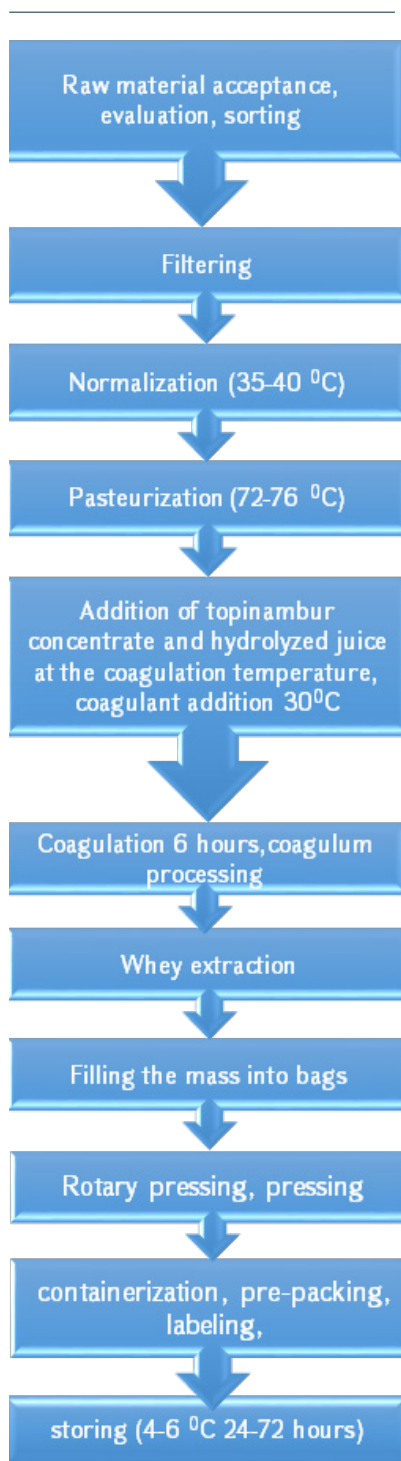 Raw material acceptance,
evaluation, sorting
Filtering
Normalization (35-40 ⁰C)
Pasteurization (72-76 ⁰C)
Addition of topinambur
concentrate and hydrolyzed juice
at the coagulation temperature,
coagulant addition 30⁰C
Coagulation 6 hours,coagulum
processing
Whey extraction
Filling the mass into bags
Rotary pressing, pressing
containerization, pre-packing,
labeling,
storing (4-6 ⁰C 24-72 hours)